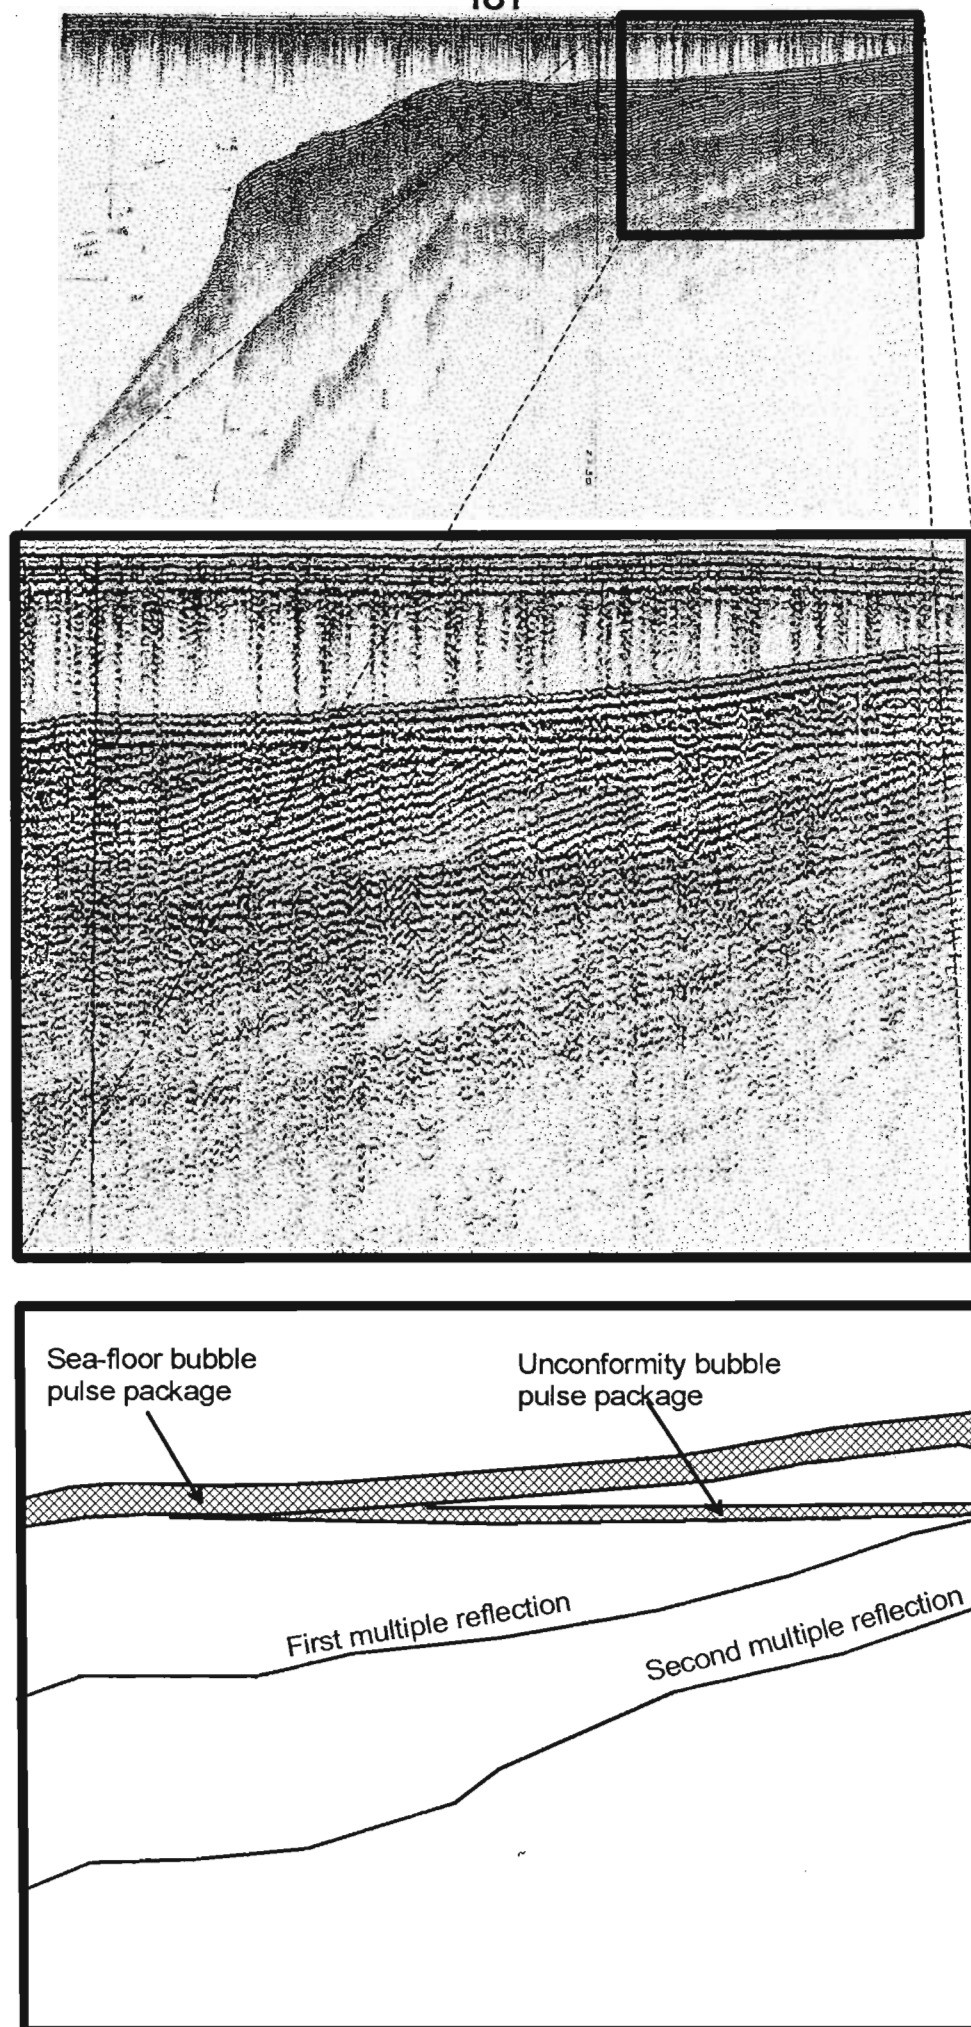 Sea-floor bubble
pulse package
Unconformity bubble
pulse package
First multiple reflection
Second multiple reflection